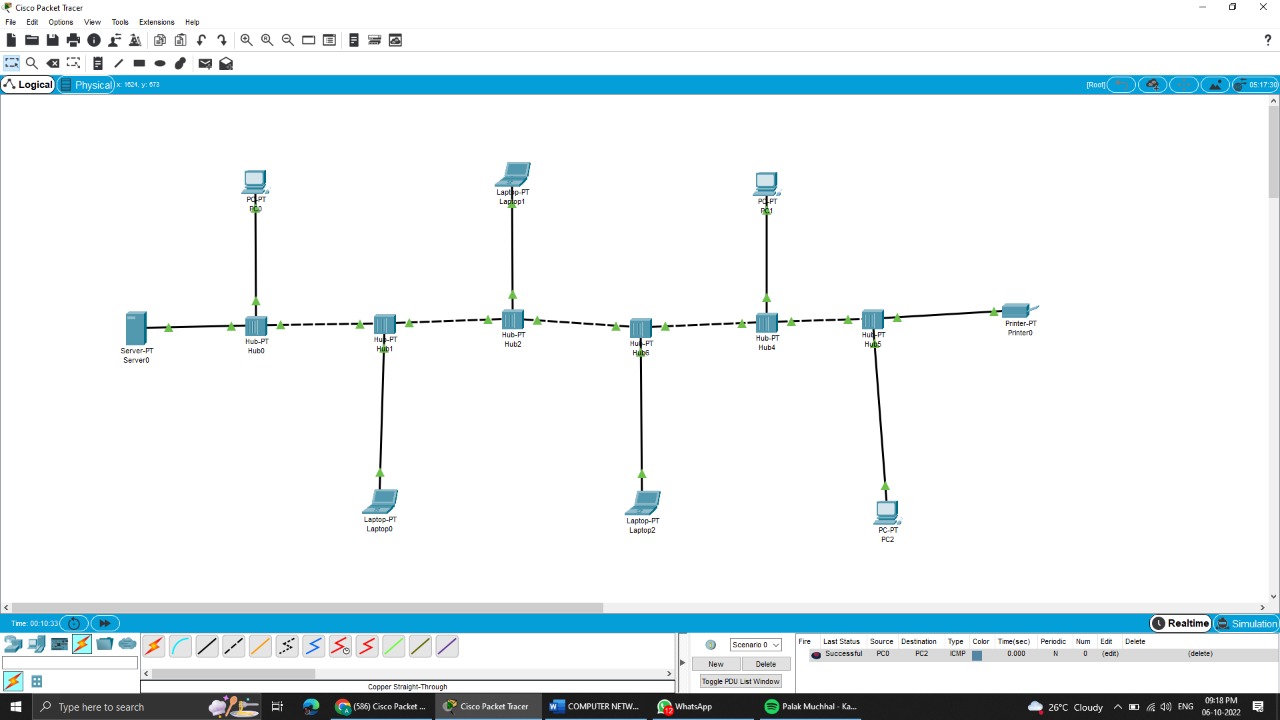 Cisco Packet Tracer
File Edit Options View Tools Extensions Help
?
Logical Physical x: 1624, y: 673 [Root] 05:17:30
PC-PT
PC0
Laptop-PT
Laptop1
PC-PT
PC1
Server-PT
Server0
Hub-PT
Hub0
Hub-PT
Hub1
Hub-PT
Hub2
Hub-PT
Hub6
Hub-PT
Hub4
Hub-PT
Hub5
Printer-PT
Printer0
Laptop-PT
Laptop0
Laptop-PT
Laptop2
PC-PT
PC2
Time: 00:10:33 Realtime Simulation
Scenario 0
New Delete
Toggle PDU List Window
Fire Last Status Source Destination Type Color Time(sec) Periodic Num Edit Delete
Successful PC0 PC2 ICMP 0.000 N 0 (edit) (delete)
Copper Straight-Through
Type here to search (586) Cisco Packet ... Cisco Packet Tracer COMPUTER NETW... 12 WhatsApp Palak Muchhal - Ka... 26°C Cloudy ENG 09:18 PM
06-10-2022